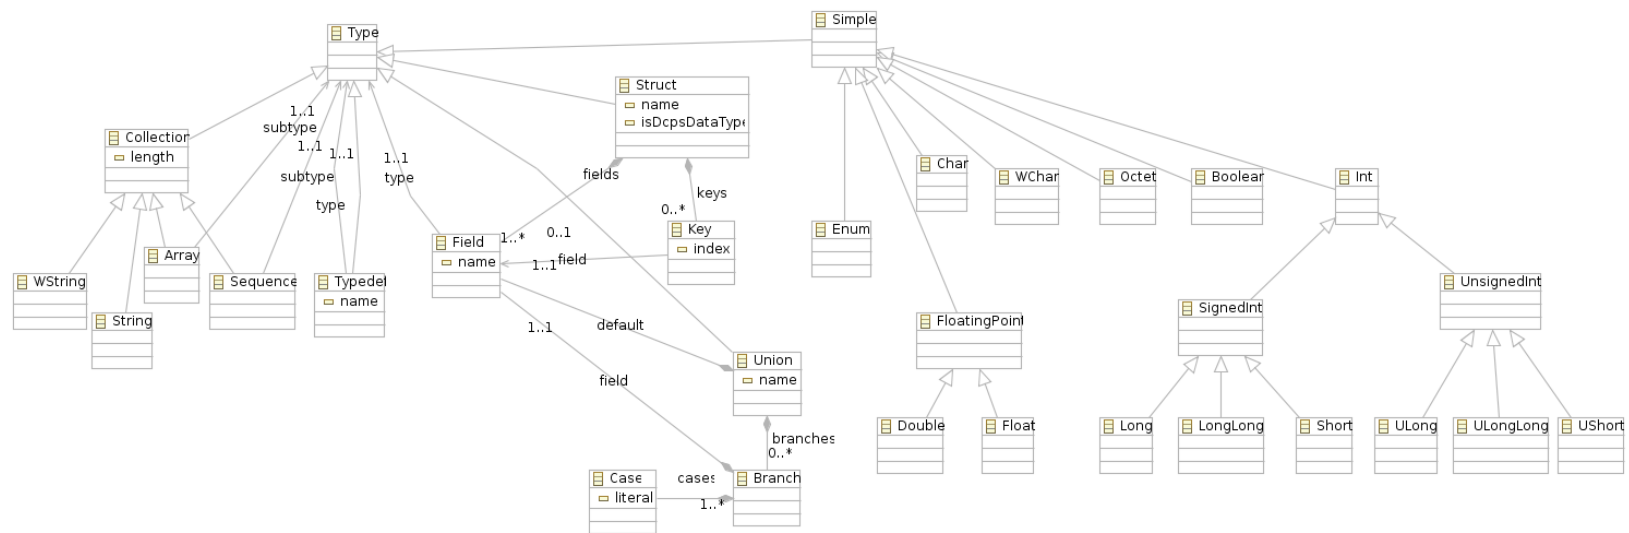 Simple
Type
Struct
name
isDcpsDataType
1..1
subtype
Collection
length
1..1
subtype
1..1
type
1..1
type
fields
keys
0..*
Char
WChar
Octet
Boolean
Int
Key
index
Enum
Field
name
1..*
0..1
1..1
field
Array
WString
String
Sequence
Typedef
name
UnsignedInt
SignedInt
FloatingPoint
1..1
default
field
Union
name
branches
0..*
Double
Float
Long
LongLong
Short
ULong
ULongLong
UShort
Case
literal
cases
1..*
Branch